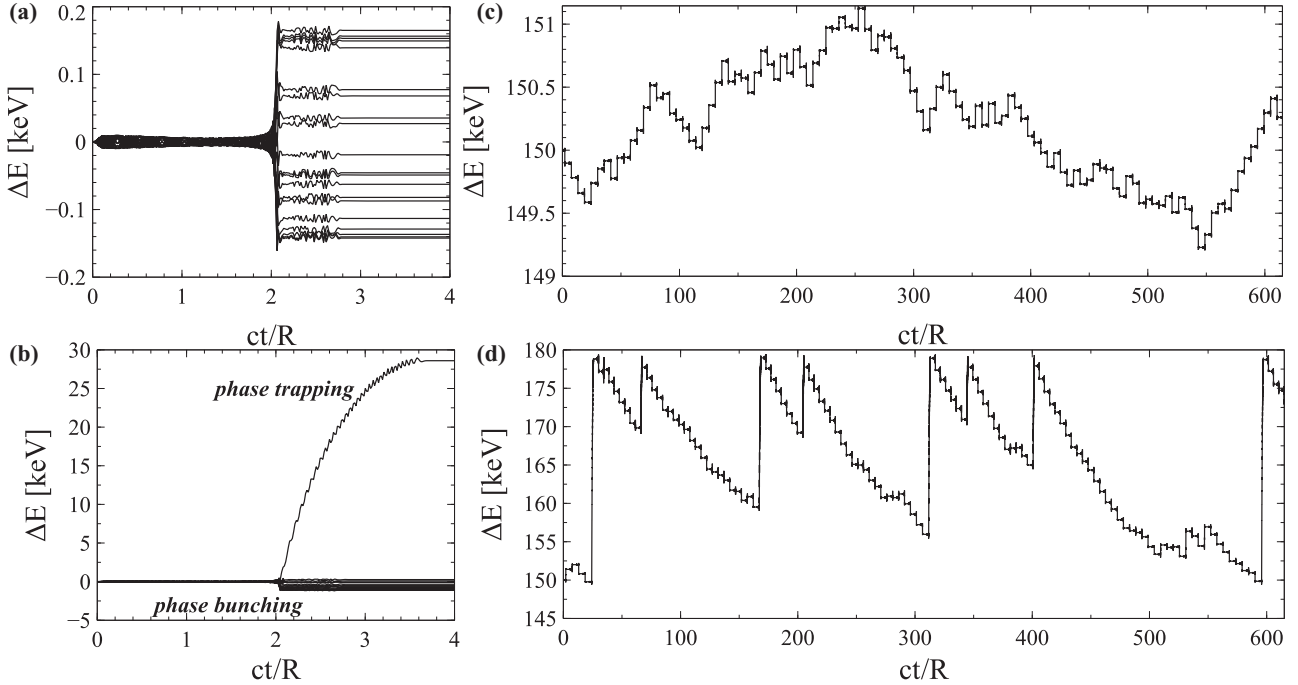 (a)
0.2
0.1
0
−0.1
−0.2
ΔE [keV]
0 1 2 3 4
ct/R
(c)
151
150.5
150
149.5
149
ΔE [keV]
0 100 200 300 400 500 600
ct/R
(b)
30
25
20
15
10
5
0
−5
ΔE [keV]
phase trapping
phase bunching
0 1 2 3 4
ct/R
(d)
180
175
170
165
160
155
150
145
ΔE [keV]
0 100 200 300 400 500 600
ct/R